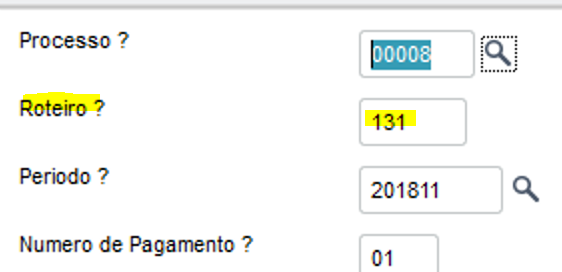 Processo ? 00008
Roteiro ? 131
Periodo ? 201811
Numero de Pagamento ? 01